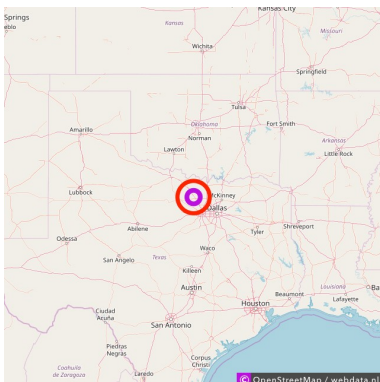 Kansas City
Springs
Kansas
Missouri
Wichita
Springfield
Tulsa
Amarillo
Oklahoma
Fort Smith
Norman
Arkansas
Lawton
Little Rock
Lubbock
McKinney
Dallas
Abilene
Tyler
Shreveport
Odessa
Waco
San Angelo
Texas
Killeen
Louisiana
Austin
Beaumont
Lafayette
Houston
Ciudad
Acuña
San Antonio
Piedras
Negras
Corpus
Christi
Coahuila
de Zaragoza
Laredo
© OpenStreetMap / webdata